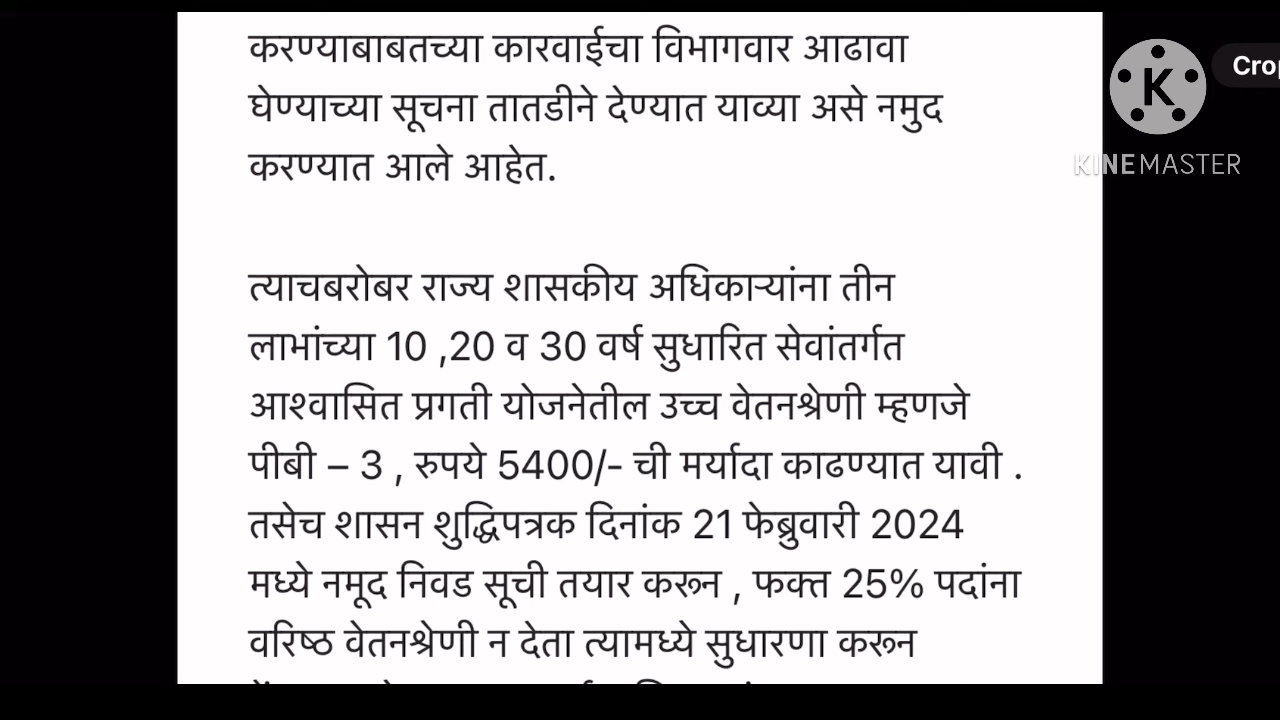 करण्याबाबतच्या कारवाईचा विभागवार आढावा
घेण्याच्या सूचना तातडीने देण्यात याव्या असे नमुद
करण्यात आले आहेत.
त्याचबरोबर राज्य शासकीय अधिकाऱ्यांना तीन
लाभांच्या 10 ,20 व 30 वर्ष सुधारित सेवांतर्गत
आश्वासित प्रगती योजनेतील उच्च वेतनश्रेणी म्हणजे
पीबी – 3 , रुपये 5400/- ची मर्यादा काढण्यात यावी .
तसेच शासन शुद्धिपत्रक दिनांक 21 फेब्रुवारी 2024
मध्ये नमूद निवड सूची तयार करून , फक्त 25% पदांना
वरिष्ठ वेतनश्रेणी न देता त्यामध्ये सुधारणा करून
K
KINEMASTER